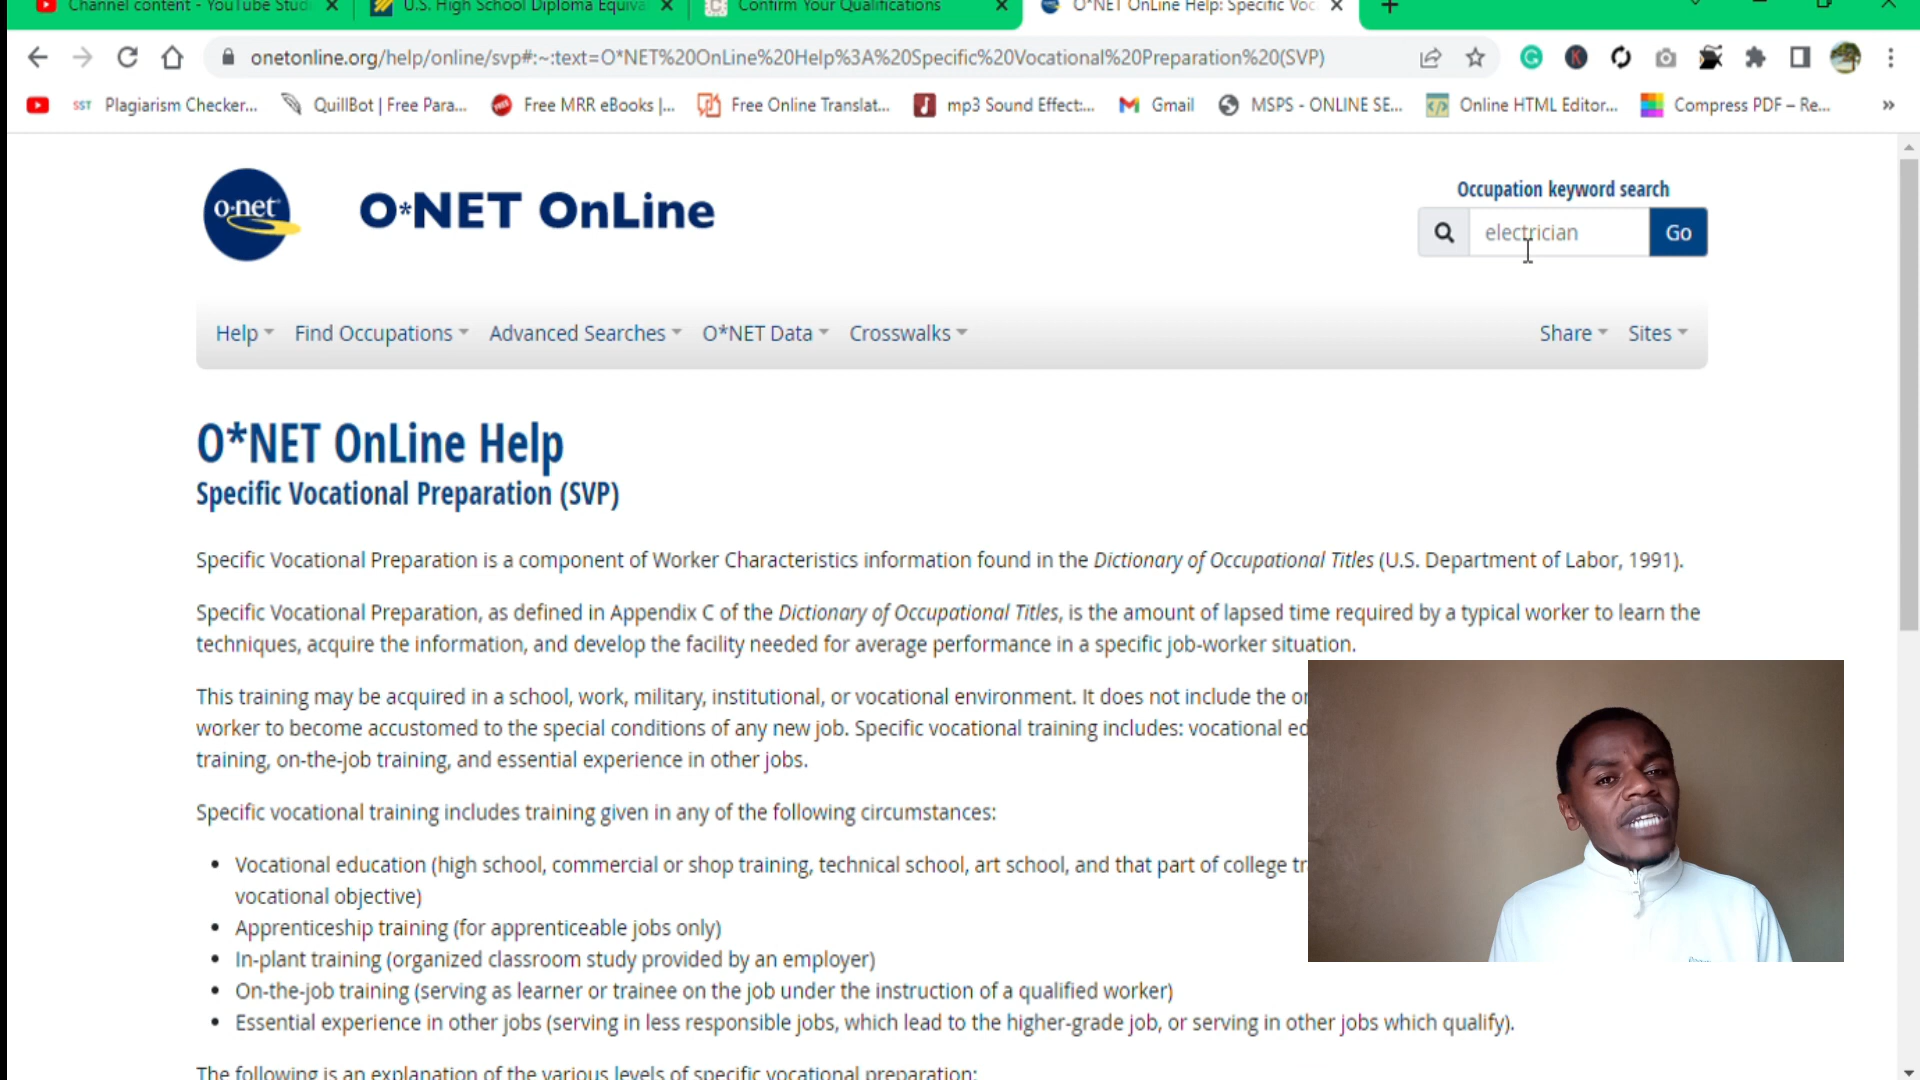 Channel content - YouTube Studi
U.S. High School Diploma Equival
Confirm Your Qualifications
O*NET OnLine Help: Specific Voc
onetonline.org/help/online/svp#:~:text=O*NET%20OnLine%20Help%3A%20Specific%20Vocational%20Preparation%20(SVP)
SST Plagiarism Checker...
QuillBot | Free Para...
Free MRR eBooks |...
Free Online Translat...
mp3 Sound Effect:...
Gmail
MSPS - ONLINE SE...
Online HTML Editor...
Compress PDF – Re...
»
o·net
O*NET OnLine
Occupation keyword search
electrician
Go
Help
Find Occupations
Advanced Searches
O*NET Data
Crosswalks
Share
Sites
O*NET OnLine Help
Specific Vocational Preparation (SVP)
Specific Vocational Preparation is a component of Worker Characteristics information found in the Dictionary of Occupational Titles (U.S. Department of Labor, 1991).
Specific Vocational Preparation, as defined in Appendix C of the Dictionary of Occupational Titles, is the amount of lapsed time required by a typical worker to learn the
techniques, acquire the information, and develop the facility needed for average performance in a specific job-worker situation.
This training may be acquired in a school, work, military, institutional, or vocational environment. It does not include the or
worker to become accustomed to the special conditions of any new job. Specific vocational training includes: vocational ed
training, on-the-job training, and essential experience in other jobs.
Specific vocational training includes training given in any of the following circumstances:
• Vocational education (high school, commercial or shop training, technical school, art school, and that part of college tr
vocational objective)
• Apprenticeship training (for apprenticeable jobs only)
• In-plant training (organized classroom study provided by an employer)
• On-the-job training (serving as learner or trainee on the job under the instruction of a qualified worker)
• Essential experience in other jobs (serving in less responsible jobs, which lead to the higher-grade job, or serving in other jobs which qualify).
The following is an explanation of the various levels of specific vocational preparation: